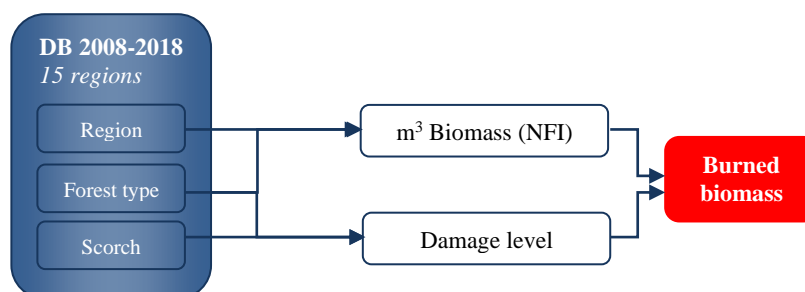 DB 2008-2018
15 regions
Region
Forest type
Scorch
m³ Biomass (NFI)
Damage level
Burned
biomass